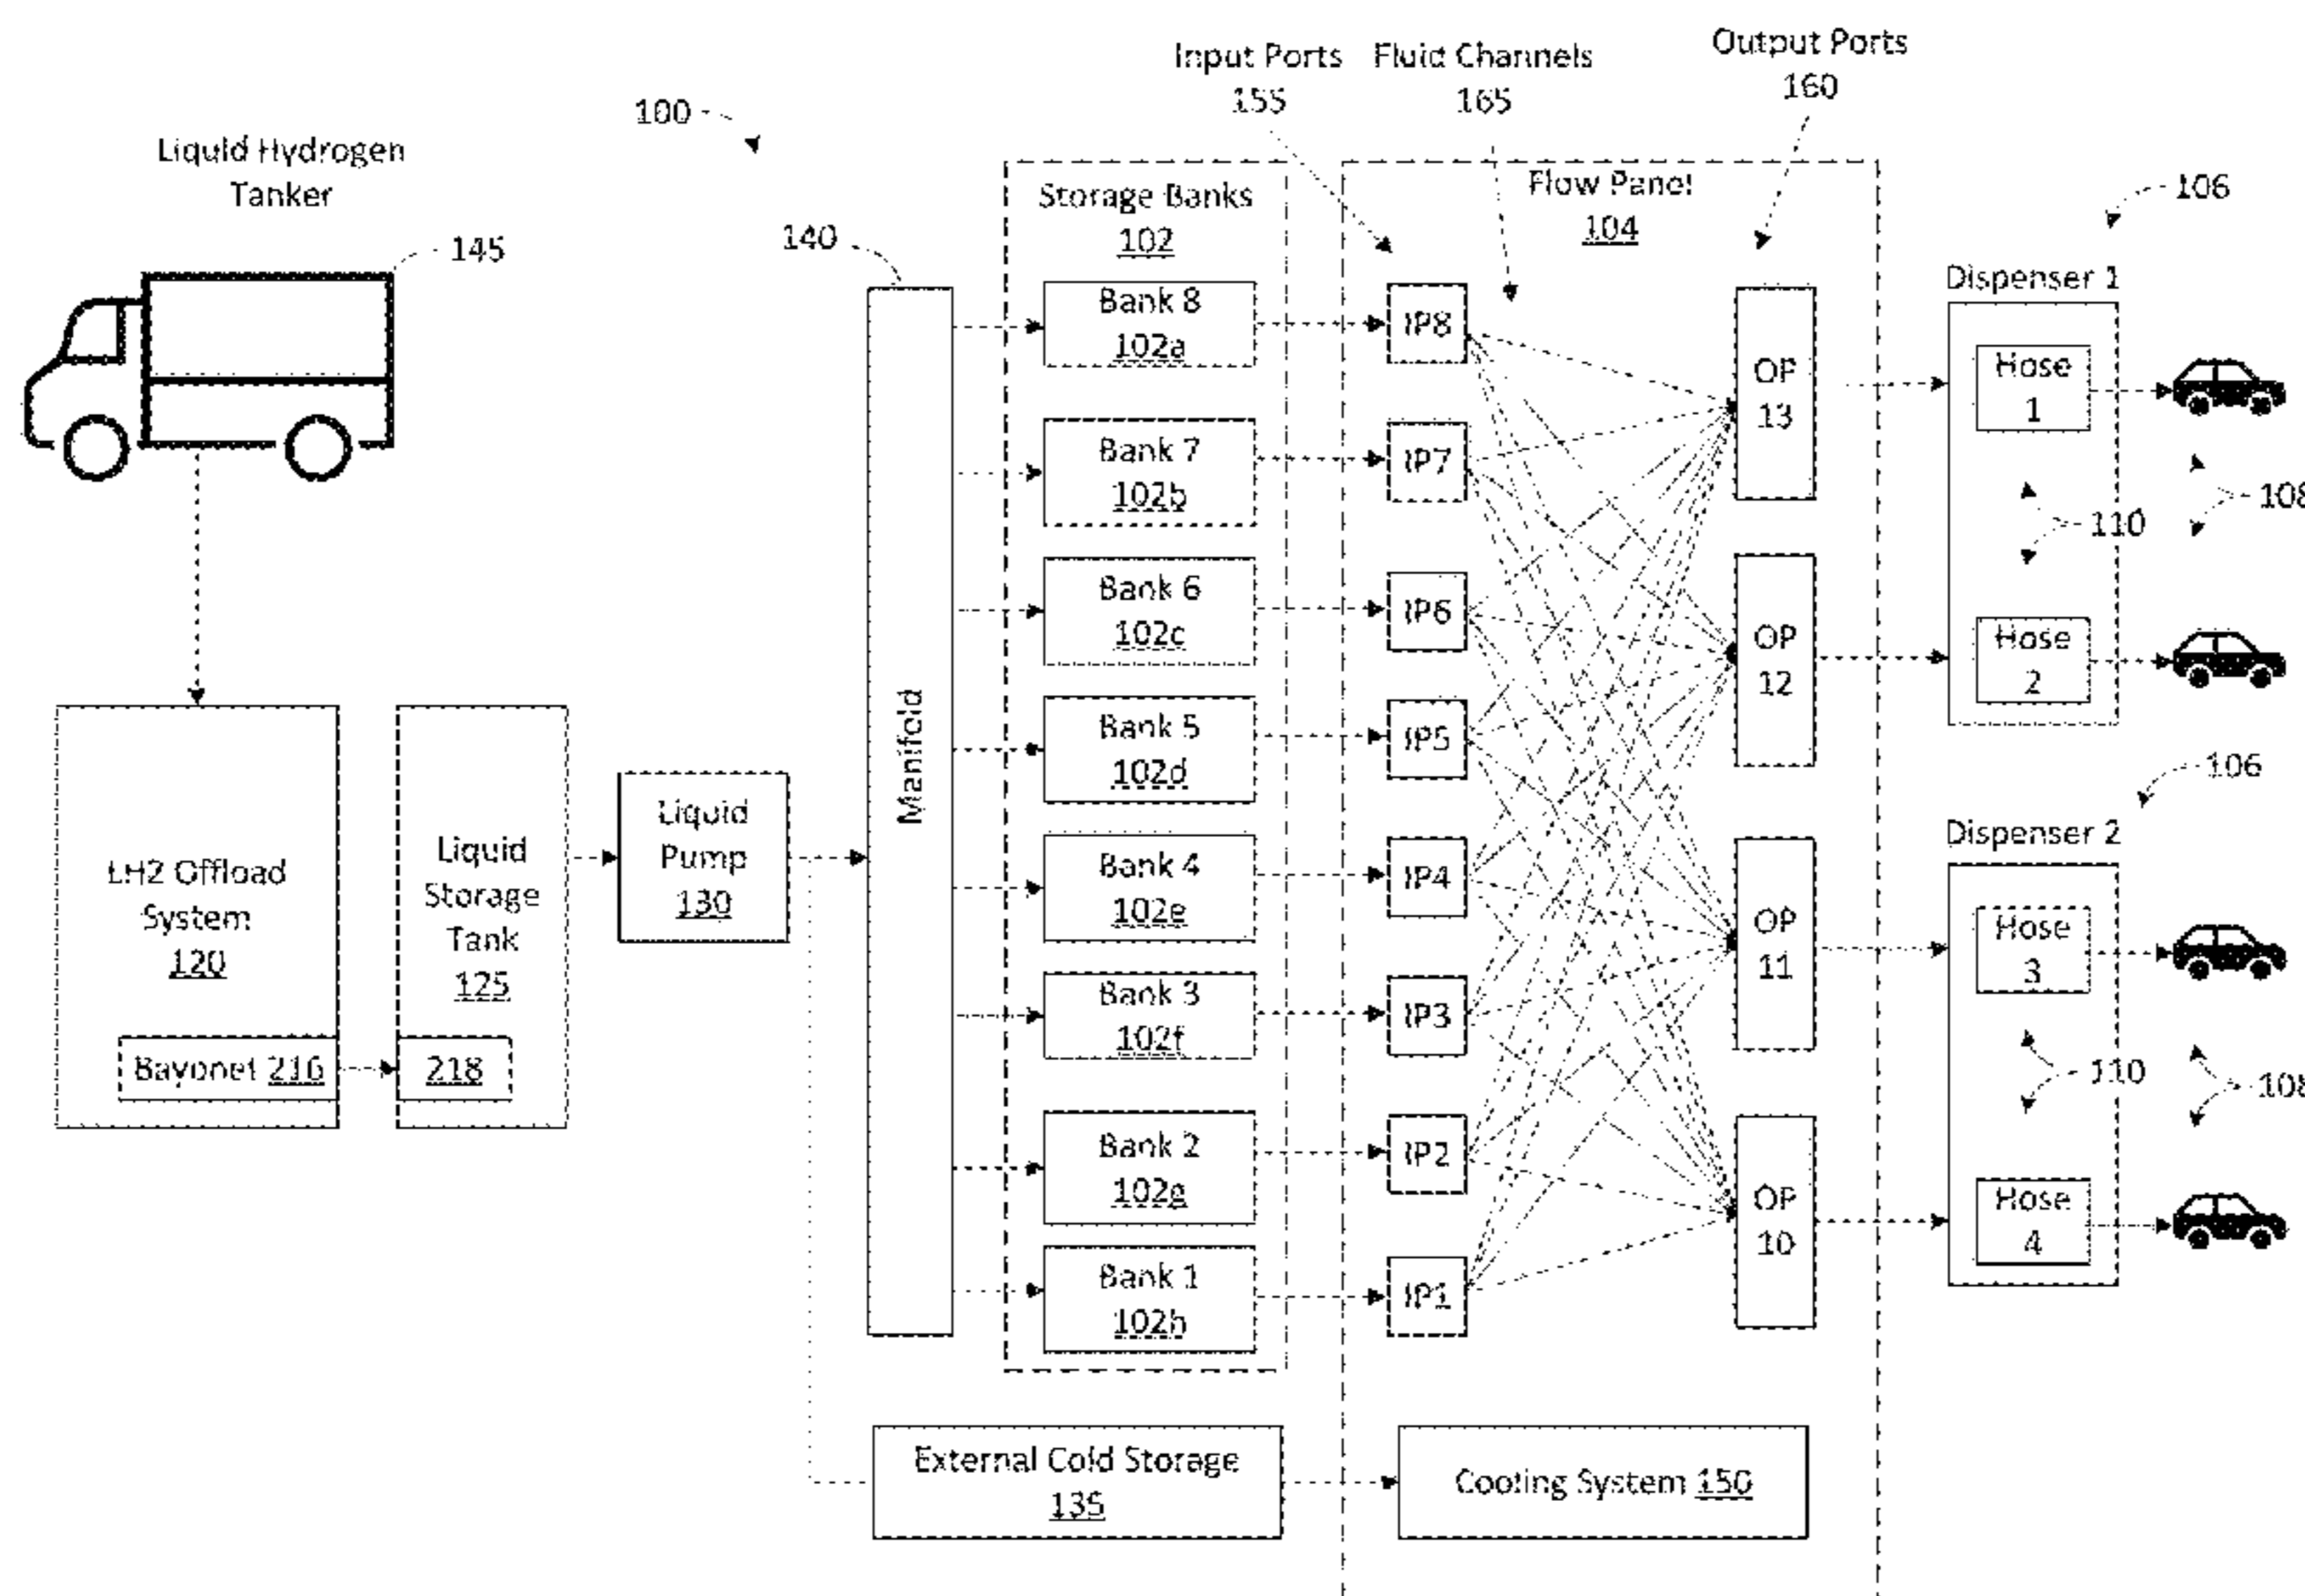 Input Ports
155
Fluid Channels
165
Output Ports
160
100
Liquid Hydrogen
Tanker
145
140
Storage Banks
102
Flow Panel
104
106
Dispenser 1
Bank 8
102a
IP8
OP
13
Hose
1
Bank 7
102b
IP7
110
108
Bank 6
102c
IP6
OP
12
Hose
2
Bank 5
102d
IP5
106
Dispenser 2
Manifold
LH2 Offload
System
120
Liquid
Storage
Tank
125
Liquid
Pump
130
Bank 4
102e
IP4
OP
11
Hose
3
Bank 3
102f
IP3
Bayonet 216
218
110
108
Bank 2
102g
IP2
OP
10
Hose
4
Bank 1
102h
IP1
External Cold Storage
135
Cooling System 150